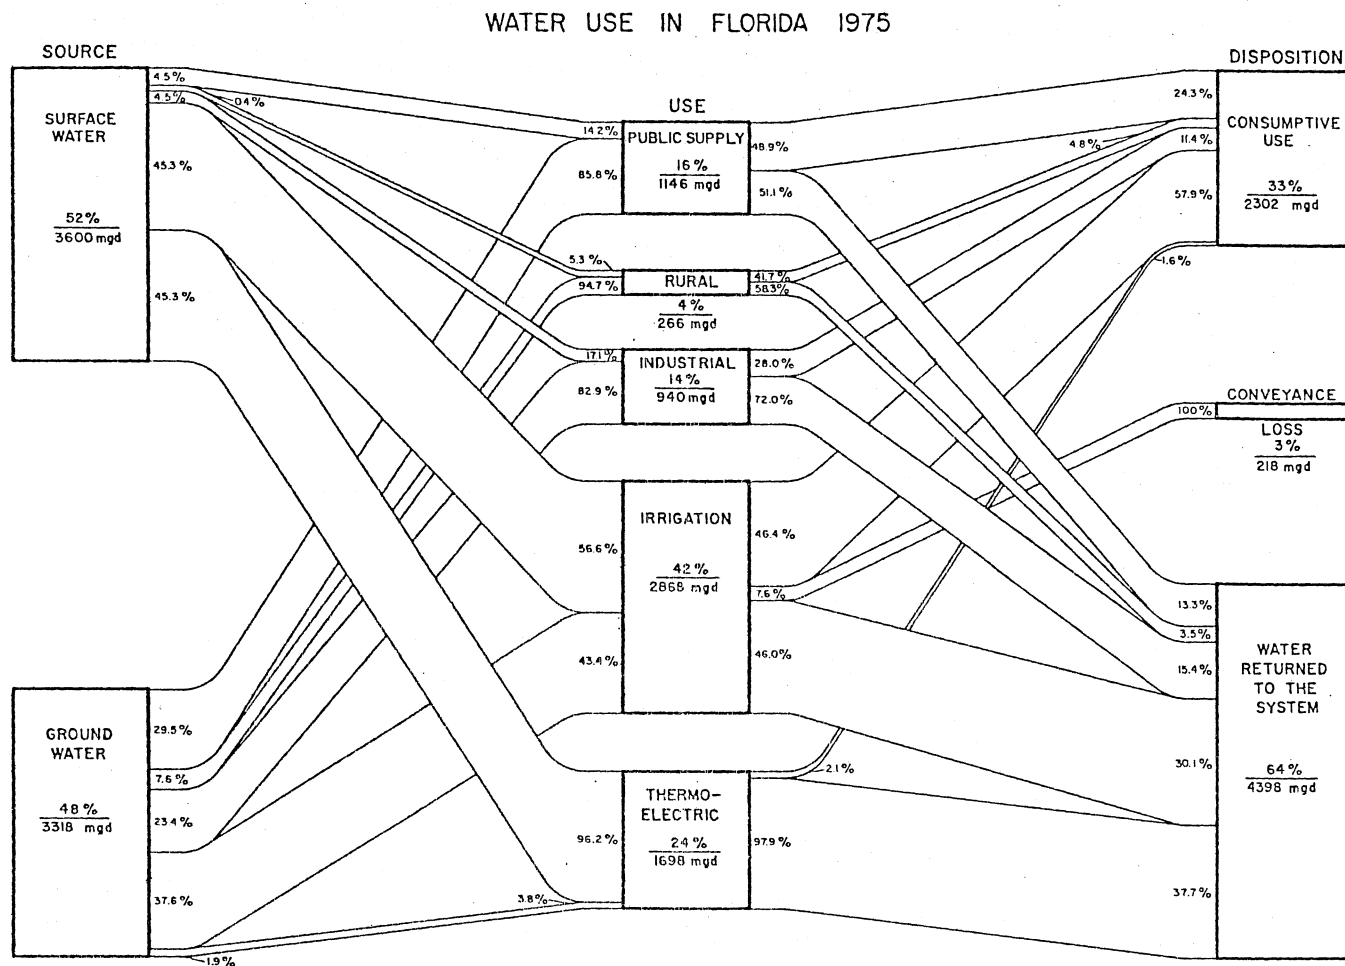 WATER USE IN FLORIDA 1975
SOURCE
SURFACE
WATER
52%
3600 mgd
4.5%
0.4%
4.5%
45.3%
45.3%
GROUND
WATER
48%
3318 mgd
29.5%
7.6%
23.4%
37.6%
1.9%
USE
14.2%
85.8%
PUBLIC SUPPLY
16%
1146 mgd
48.9%
51.1%
5.3%
94.7%
RURAL
4%
266 mgd
41.7%
58.3%
17.1%
82.9%
INDUSTRIAL
14%
940 mgd
28.0%
72.0%
56.6%
43.4%
IRRIGATION
42%
2868 mgd
46.4%
7.6%
46.0%
96.2%
3.8%
THERMO-
ELECTRIC
24%
1698 mgd
2.1%
97.9%
DISPOSITION
24.3%
4.8%
11.4%
57.9%
1.6%
CONSUMPTIVE
USE
33%
2302 mgd
CONVEYANCE
100%
LOSS
3%
218 mgd
13.3%
3.5%
15.4%
30.1%
37.7%
WATER
RETURNED
TO THE
SYSTEM
64%
4398 mgd